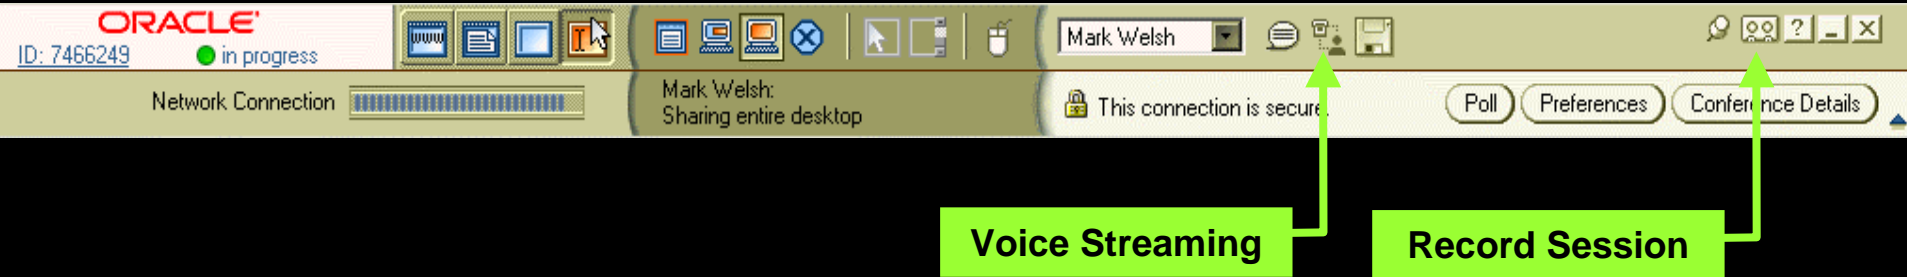 ORACLE'
ID: 7466249 in progress
www
Mark Welsh
?
Network Connection
Mark Welsh:
Sharing entire desktop
This connection is secure.
Poll Preferences Conference Details
Voice Streaming
Record Session